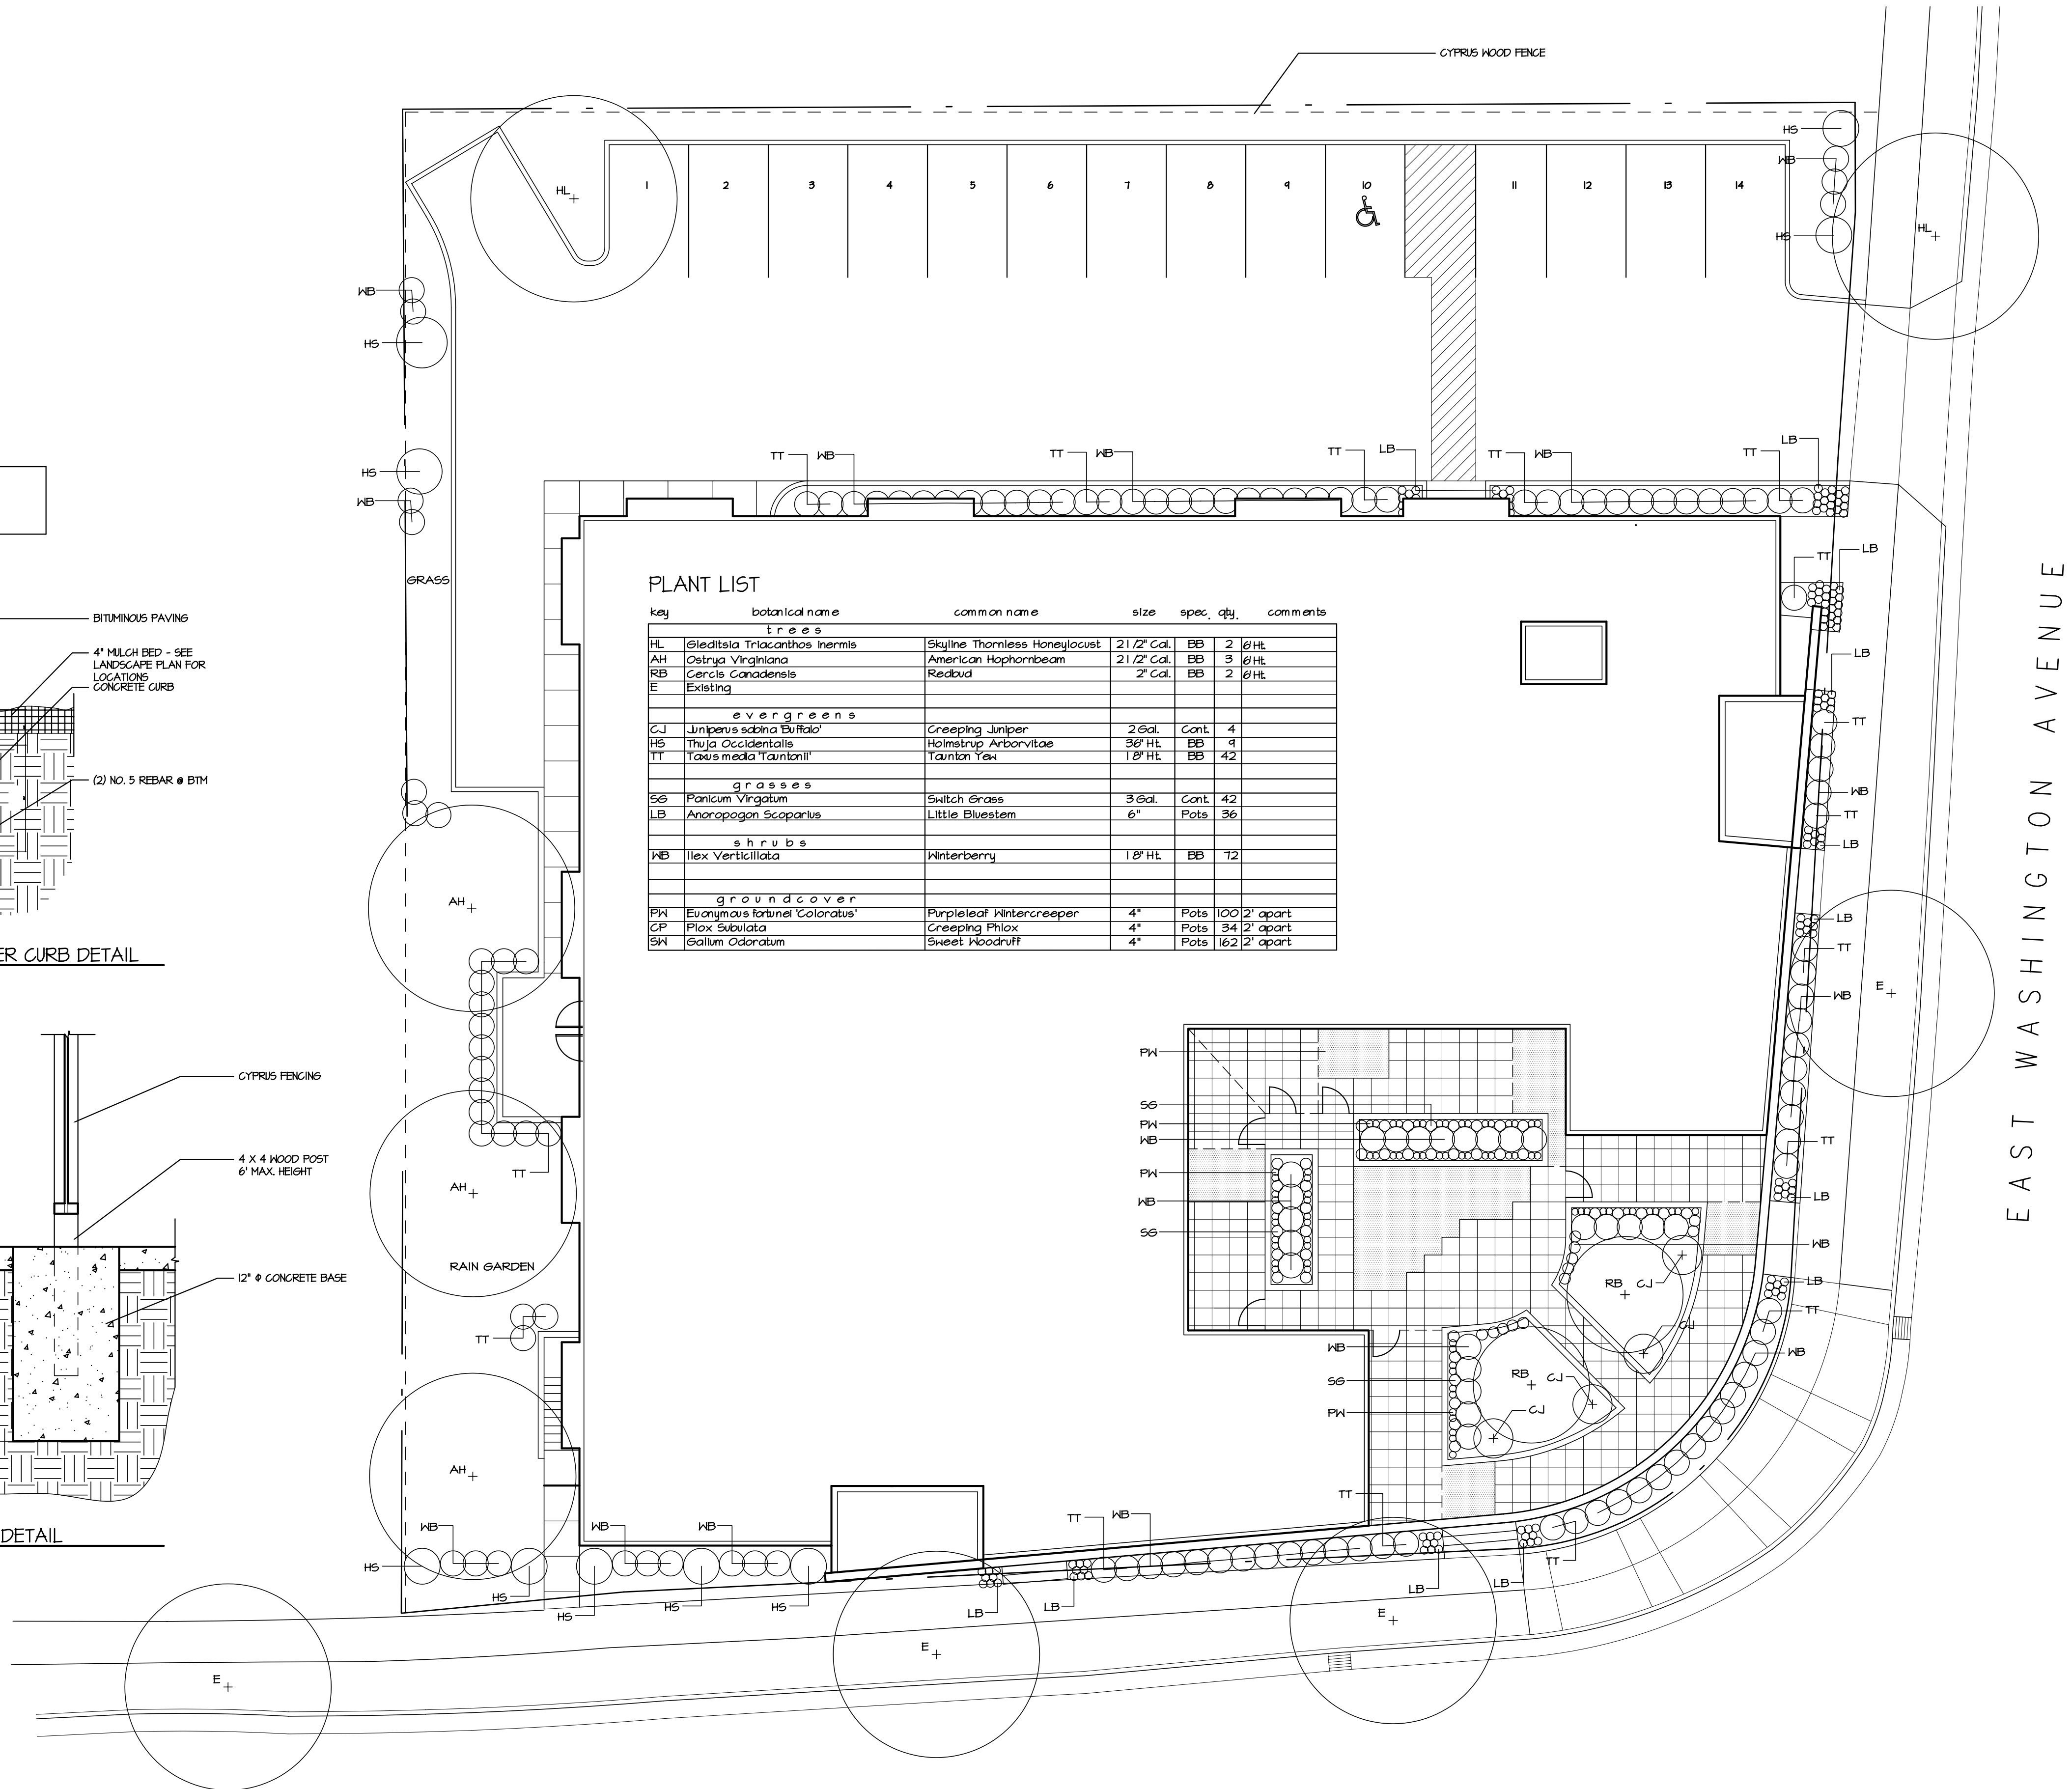 CYPRUS WOOD FENCE
HS
WB
HS
HL
HL
1 2 3 4 5 6 7 8 9 10 11 12 13 14
WB
HS
HS
WB
TT WB TT WB TT LB TT WB TT LB
GRASS
BITUMINOUS PAVING
4" MULCH BED - SEE
LANDSCAPE PLAN FOR
LOCATIONS
CONCRETE CURB
(2) NO. 5 REBAR @ BTM
ER CURB DETAIL
PLANT LIST
key botanical name common name size spec. qty. comments
trees
HL Gleditsia Triacanthos Inermis Skyline Thornless Honeylocust 2 1/2" Cal. BB 2 6' Ht.
AH Ostrya Virginiana American Hophornbeam 2 1/2" Cal. BB 3 6' Ht.
RB Cercis Canadensis Redbud 2" Cal. BB 2 6' Ht.
E Existing
evergreens
CJ Juniperus sabina 'Buffalo' Creeping Juniper 2 Gal. Cont. 4
HS Thuja Occidentalis Holmstrup Arborvitae 36" Ht. BB 9
TT Taxus media 'Tauntonii' Taunton Yew 18" Ht. BB 42
grasses
SG Panicum Virgatum Switch Grass 3 Gal. Cont. 42
LB Anoropogon Scoparius Little Bluestem 6" Pots 36
shrubs
WB Ilex Verticillata Winterberry 18" Ht. BB 72
groundcover
PW Euonymous fortunei 'Coloratus' Purpleleaf Wintercreeper 4" Pots 100 2' apart
CP Plox Subulata Creeping Phlox 4" Pots 34 2' apart
SW Galium Odoratum Sweet Woodruff 4" Pots 162 2' apart
TT
LB
LB
TT
WB
TT
LB
LB
TT
WB
E
TT
LB
WB
LB
TT
WB
EAST WASHINGTON AVENUE
AH
TT
AH
RAIN GARDEN
TT
AH
CYPRUS FENCING
4 X 4 WOOD POST
6' MAX. HEIGHT
12" Φ CONCRETE BASE
DETAIL
PW
SG
PW
WB
PW
WB
SG
RB CJ
CJ
WB
SG
PW
RB CJ
CJ
WB WB WB
HS
HS
HS
HS
HS
TT WB TT
LB
LB
LB
LB
TT
E
E
E